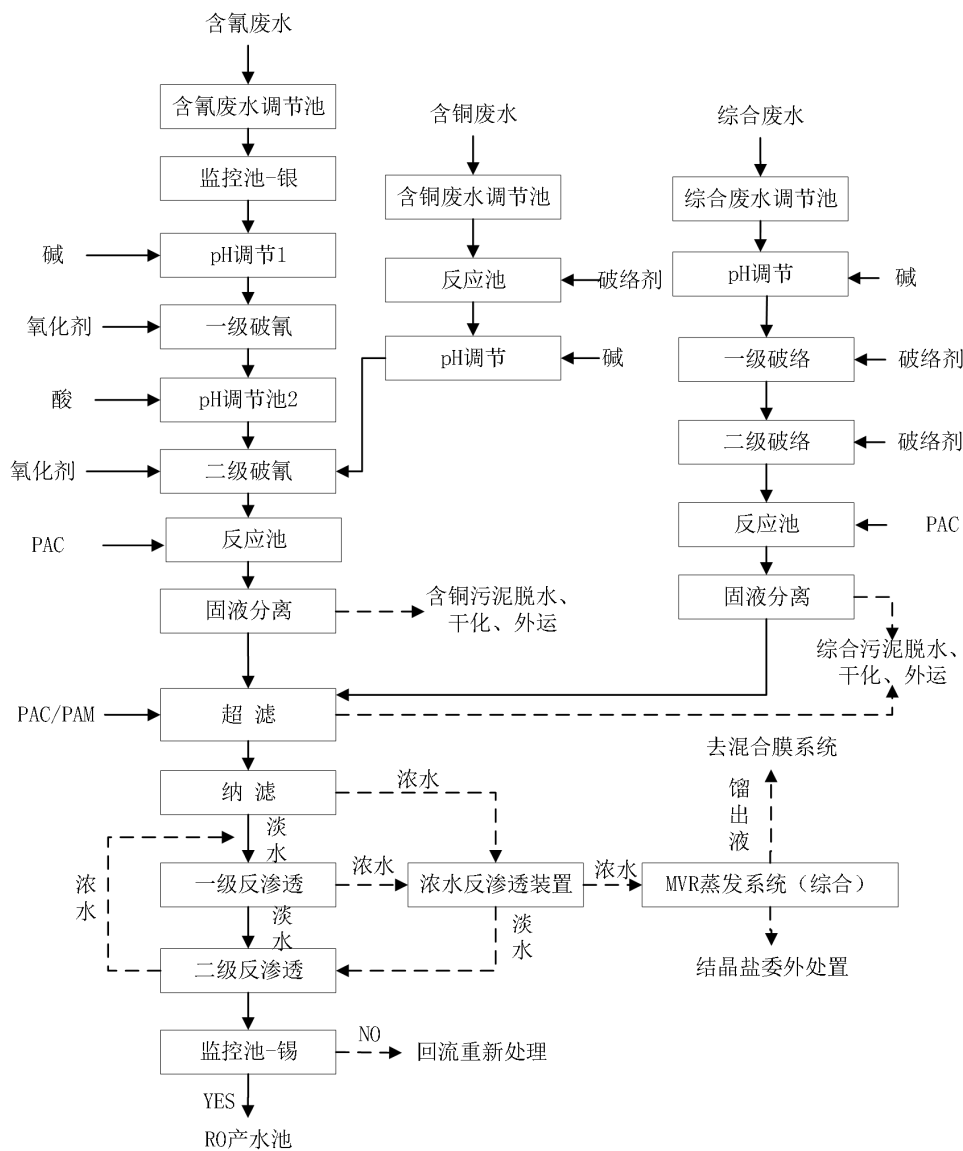 含氰废水
含氰废水调节池
监控池-银
碱
pH调节1
氧化剂
一级破氰
酸
pH调节池2
氧化剂
二级破氰
PAC
反应池
固液分离
含铜污泥脱水、
干化、外运
含铜废水
含铜废水调节池
反应池
破络剂
pH调节
碱
综合废水
综合废水调节池
pH调节
碱
一级破络
破络剂
二级破络
破络剂
反应池
PAC
固液分离
综合污泥脱水、
干化、外运
PAC/PAM
超滤
纳滤
浓水
淡水
浓水
一级反渗透
浓水
浓水反渗透装置
浓水
MVR蒸发系统（综合）
馏出液
去混合膜系统
结晶盐委外处置
淡水
淡水
二级反渗透
监控池-锡
NO
回流重新处理
YES
RO产水池